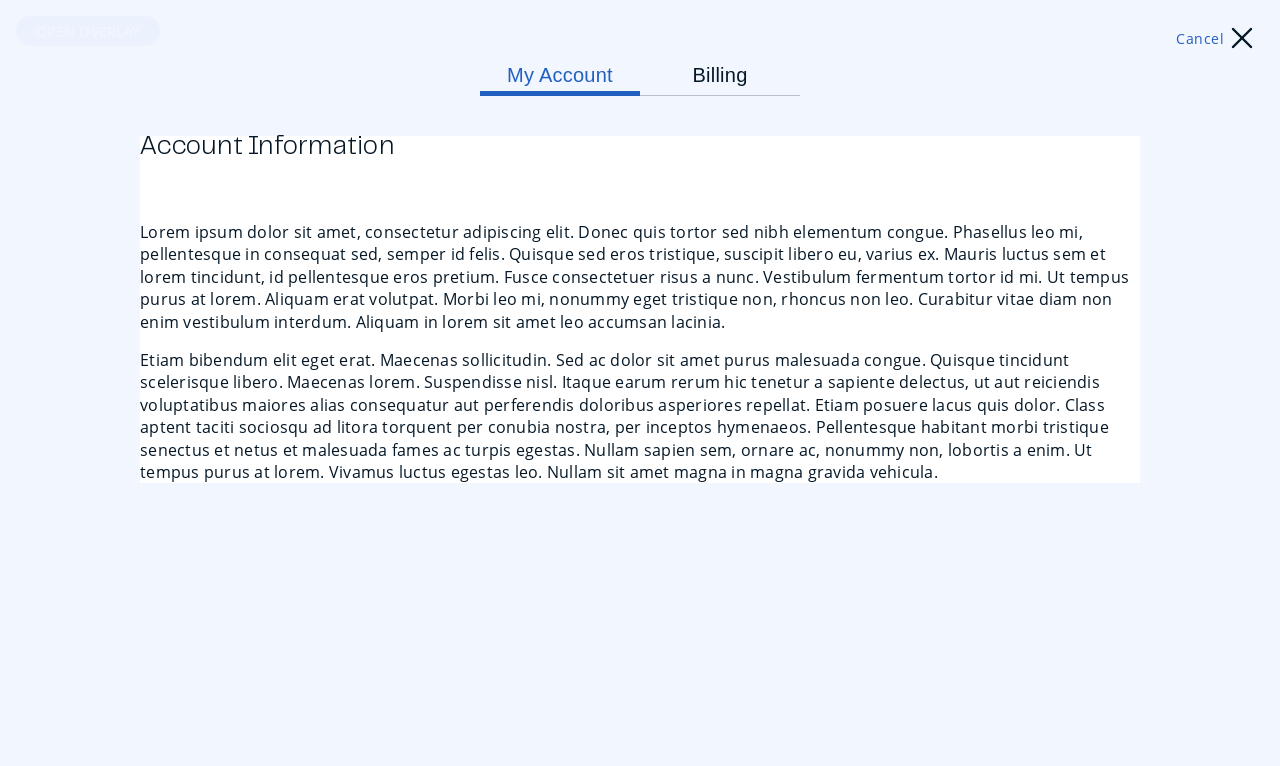 OPEN OVERLAY
Cancel
My Account
Billing
Account Information
Lorem ipsum dolor sit amet, consectetur adipiscing elit. Donec quis tortor sed nibh elementum congue. Phasellus leo mi,
pellentesque in consequat sed, semper id felis. Quisque sed eros tristique, suscipit libero eu, varius ex. Mauris luctus sem et
lorem tincidunt, id pellentesque eros pretium. Fusce consectetuer risus a nunc. Vestibulum fermentum tortor id mi. Ut tempus
purus at lorem. Aliquam erat volutpat. Morbi leo mi, nonummy eget tristique non, rhoncus non leo. Curabitur vitae diam non
enim vestibulum interdum. Aliquam in lorem sit amet leo accumsan lacinia.
Etiam bibendum elit eget erat. Maecenas sollicitudin. Sed ac dolor sit amet purus malesuada congue. Quisque tincidunt
scelerisque libero. Maecenas lorem. Suspendisse nisl. Itaque earum rerum hic tenetur a sapiente delectus, ut aut reiciendis
voluptatibus maiores alias consequatur aut perferendis doloribus asperiores repellat. Etiam posuere lacus quis dolor. Class
aptent taciti sociosqu ad litora torquent per conubia nostra, per inceptos hymenaeos. Pellentesque habitant morbi tristique
senectus et netus et malesuada fames ac turpis egestas. Nullam sapien sem, ornare ac, nonummy non, lobortis a enim. Ut
tempus purus at lorem. Vivamus luctus egestas leo. Nullam sit amet magna in magna gravida vehicula.